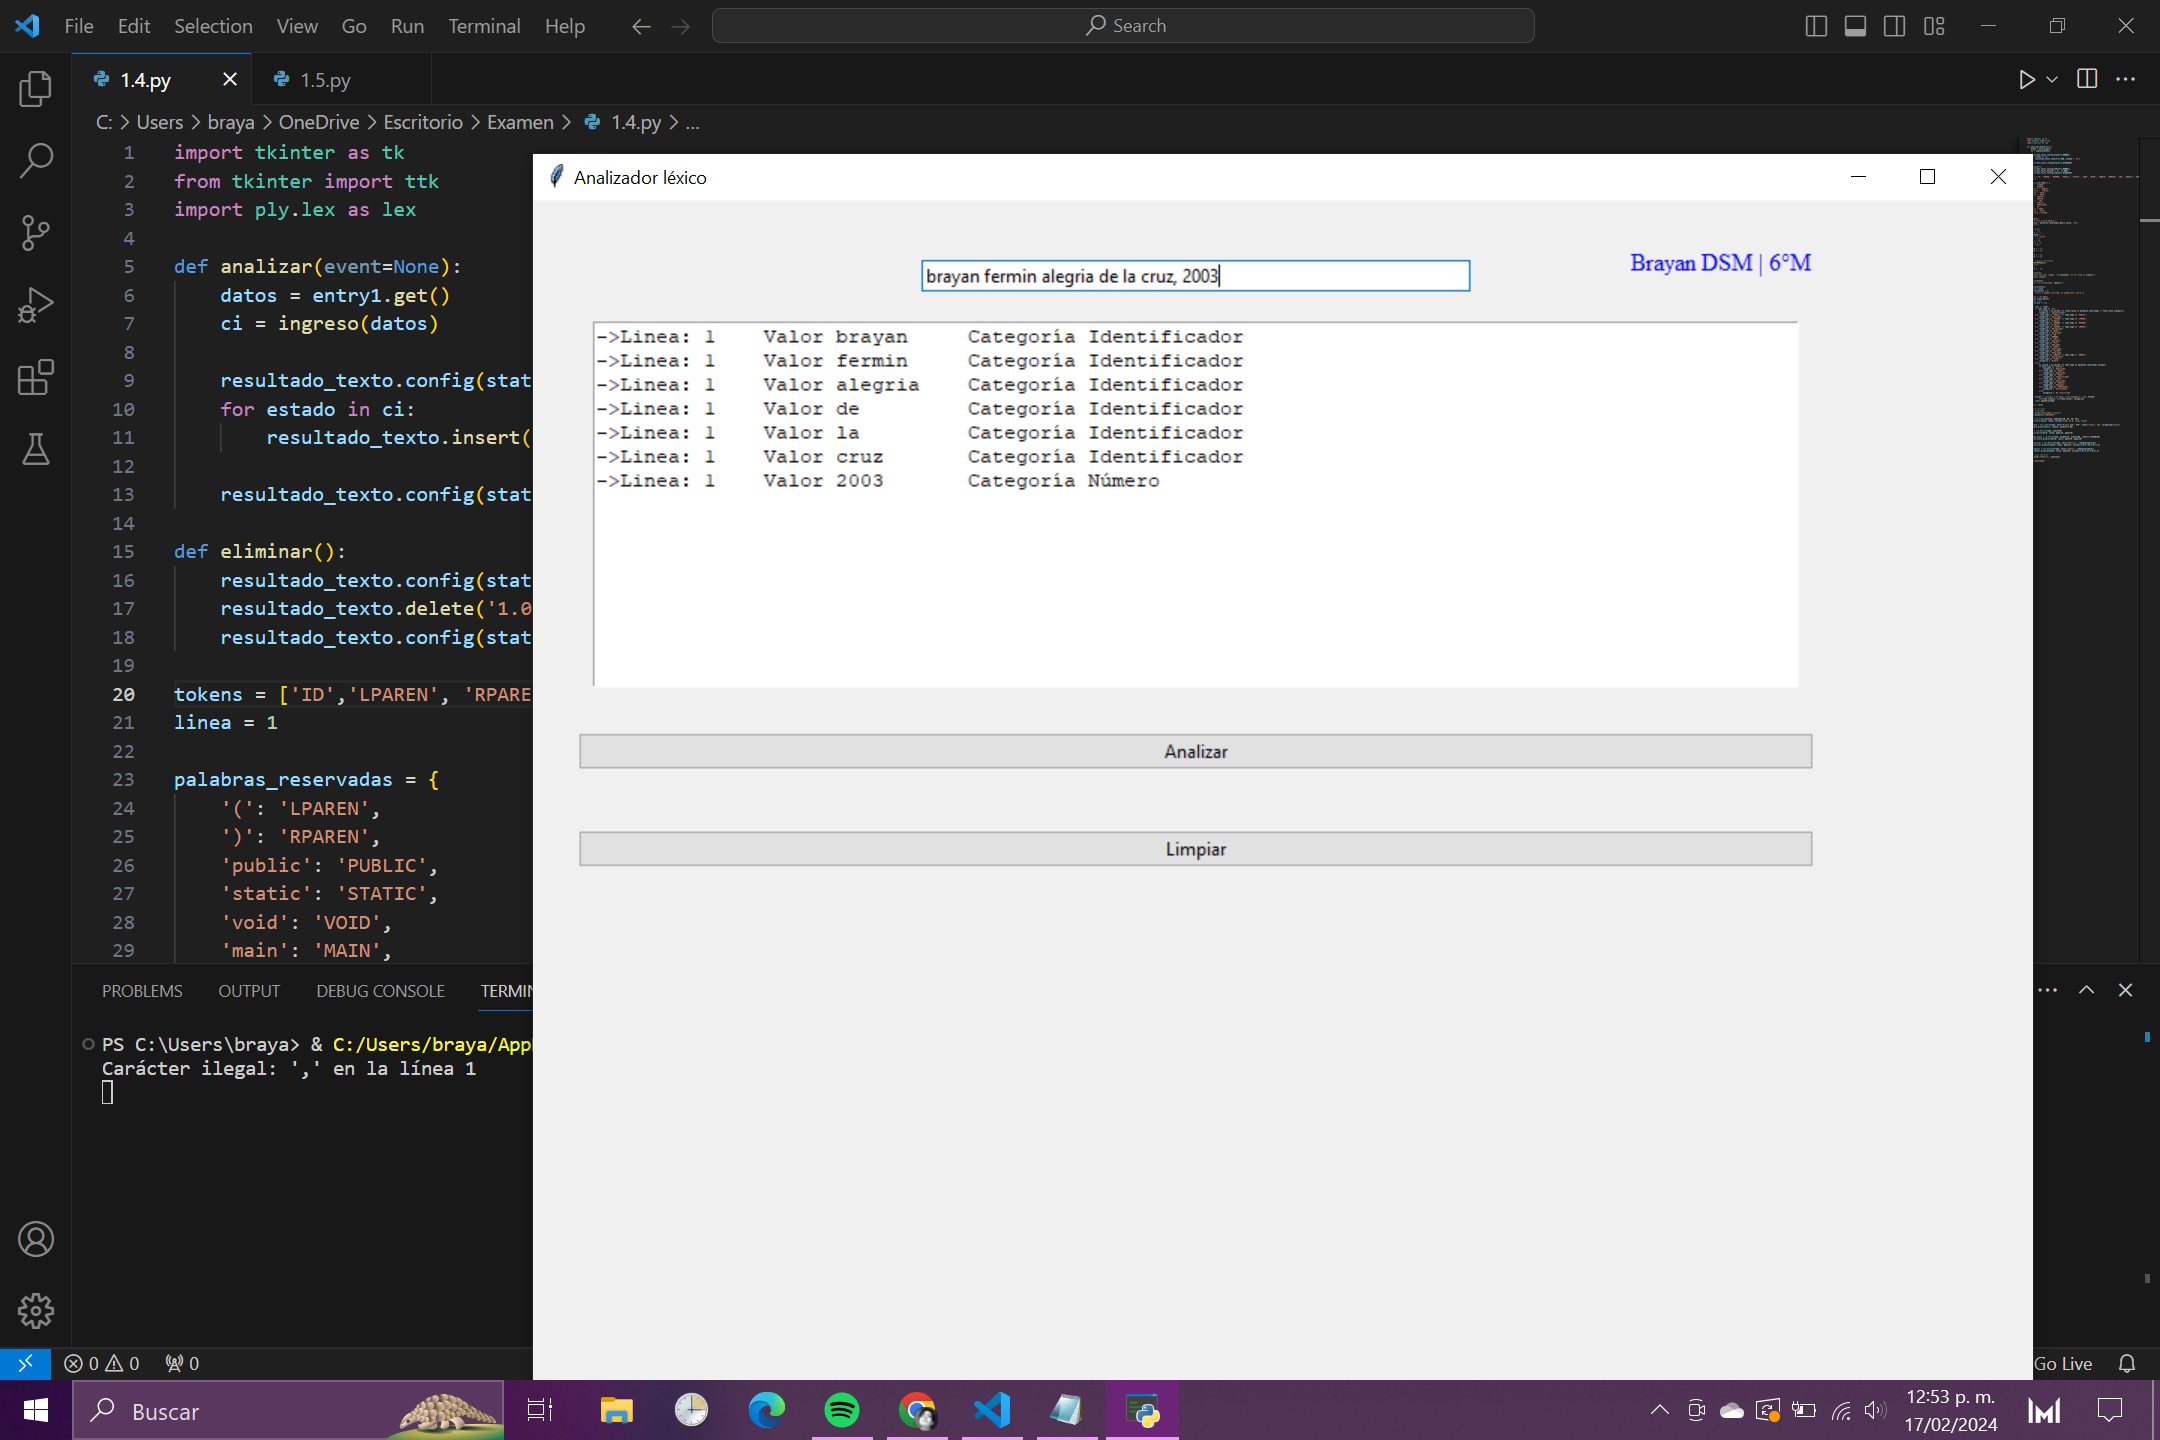 File Edit Selection View Go Run Terminal Help
Search
1.4.py
1.5.py
C: > Users > braya > OneDrive > Escritorio > Examen > 1.4.py > ...
1 import tkinter as tk
2 from tkinter import ttk
3 import ply.lex as lex
4
5 def analizar(event=None):
6 datos = entry1.get()
7 ci = ingreso(datos)
8
9 resultado_texto.config(stat
10 for estado in ci:
11 resultado_texto.insert(
12
13 resultado_texto.config(stat
14
15 def eliminar():
16 resultado_texto.config(stat
17 resultado_texto.delete('1.0
18 resultado_texto.config(stat
19
20 tokens = ['ID','LPAREN', 'RPARE
21 linea = 1
22
23 palabras_reservadas = {
24 '(': 'LPAREN',
25 ')': 'RPAREN',
26 'public': 'PUBLIC',
27 'static': 'STATIC',
28 'void': 'VOID',
29 'main': 'MAIN',
Analizador léxico
Brayan DSM | 6°M
brayan fermin alegria de la cruz, 2003
->Linea: 1 Valor brayan Categoría Identificador
->Linea: 1 Valor fermin Categoría Identificador
->Linea: 1 Valor alegria Categoría Identificador
->Linea: 1 Valor de Categoría Identificador
->Linea: 1 Valor la Categoría Identificador
->Linea: 1 Valor cruz Categoría Identificador
->Linea: 1 Valor 2003 Categoría Número
Analizar
Limpiar
PROBLEMS OUTPUT DEBUG CONSOLE TERMIN
PS C:\Users\braya> & C:/Users/braya/App
Carácter ilegal: ',' en la línea 1
0 0 0
Go Live
Buscar
12:53 p. m.
17/02/2024